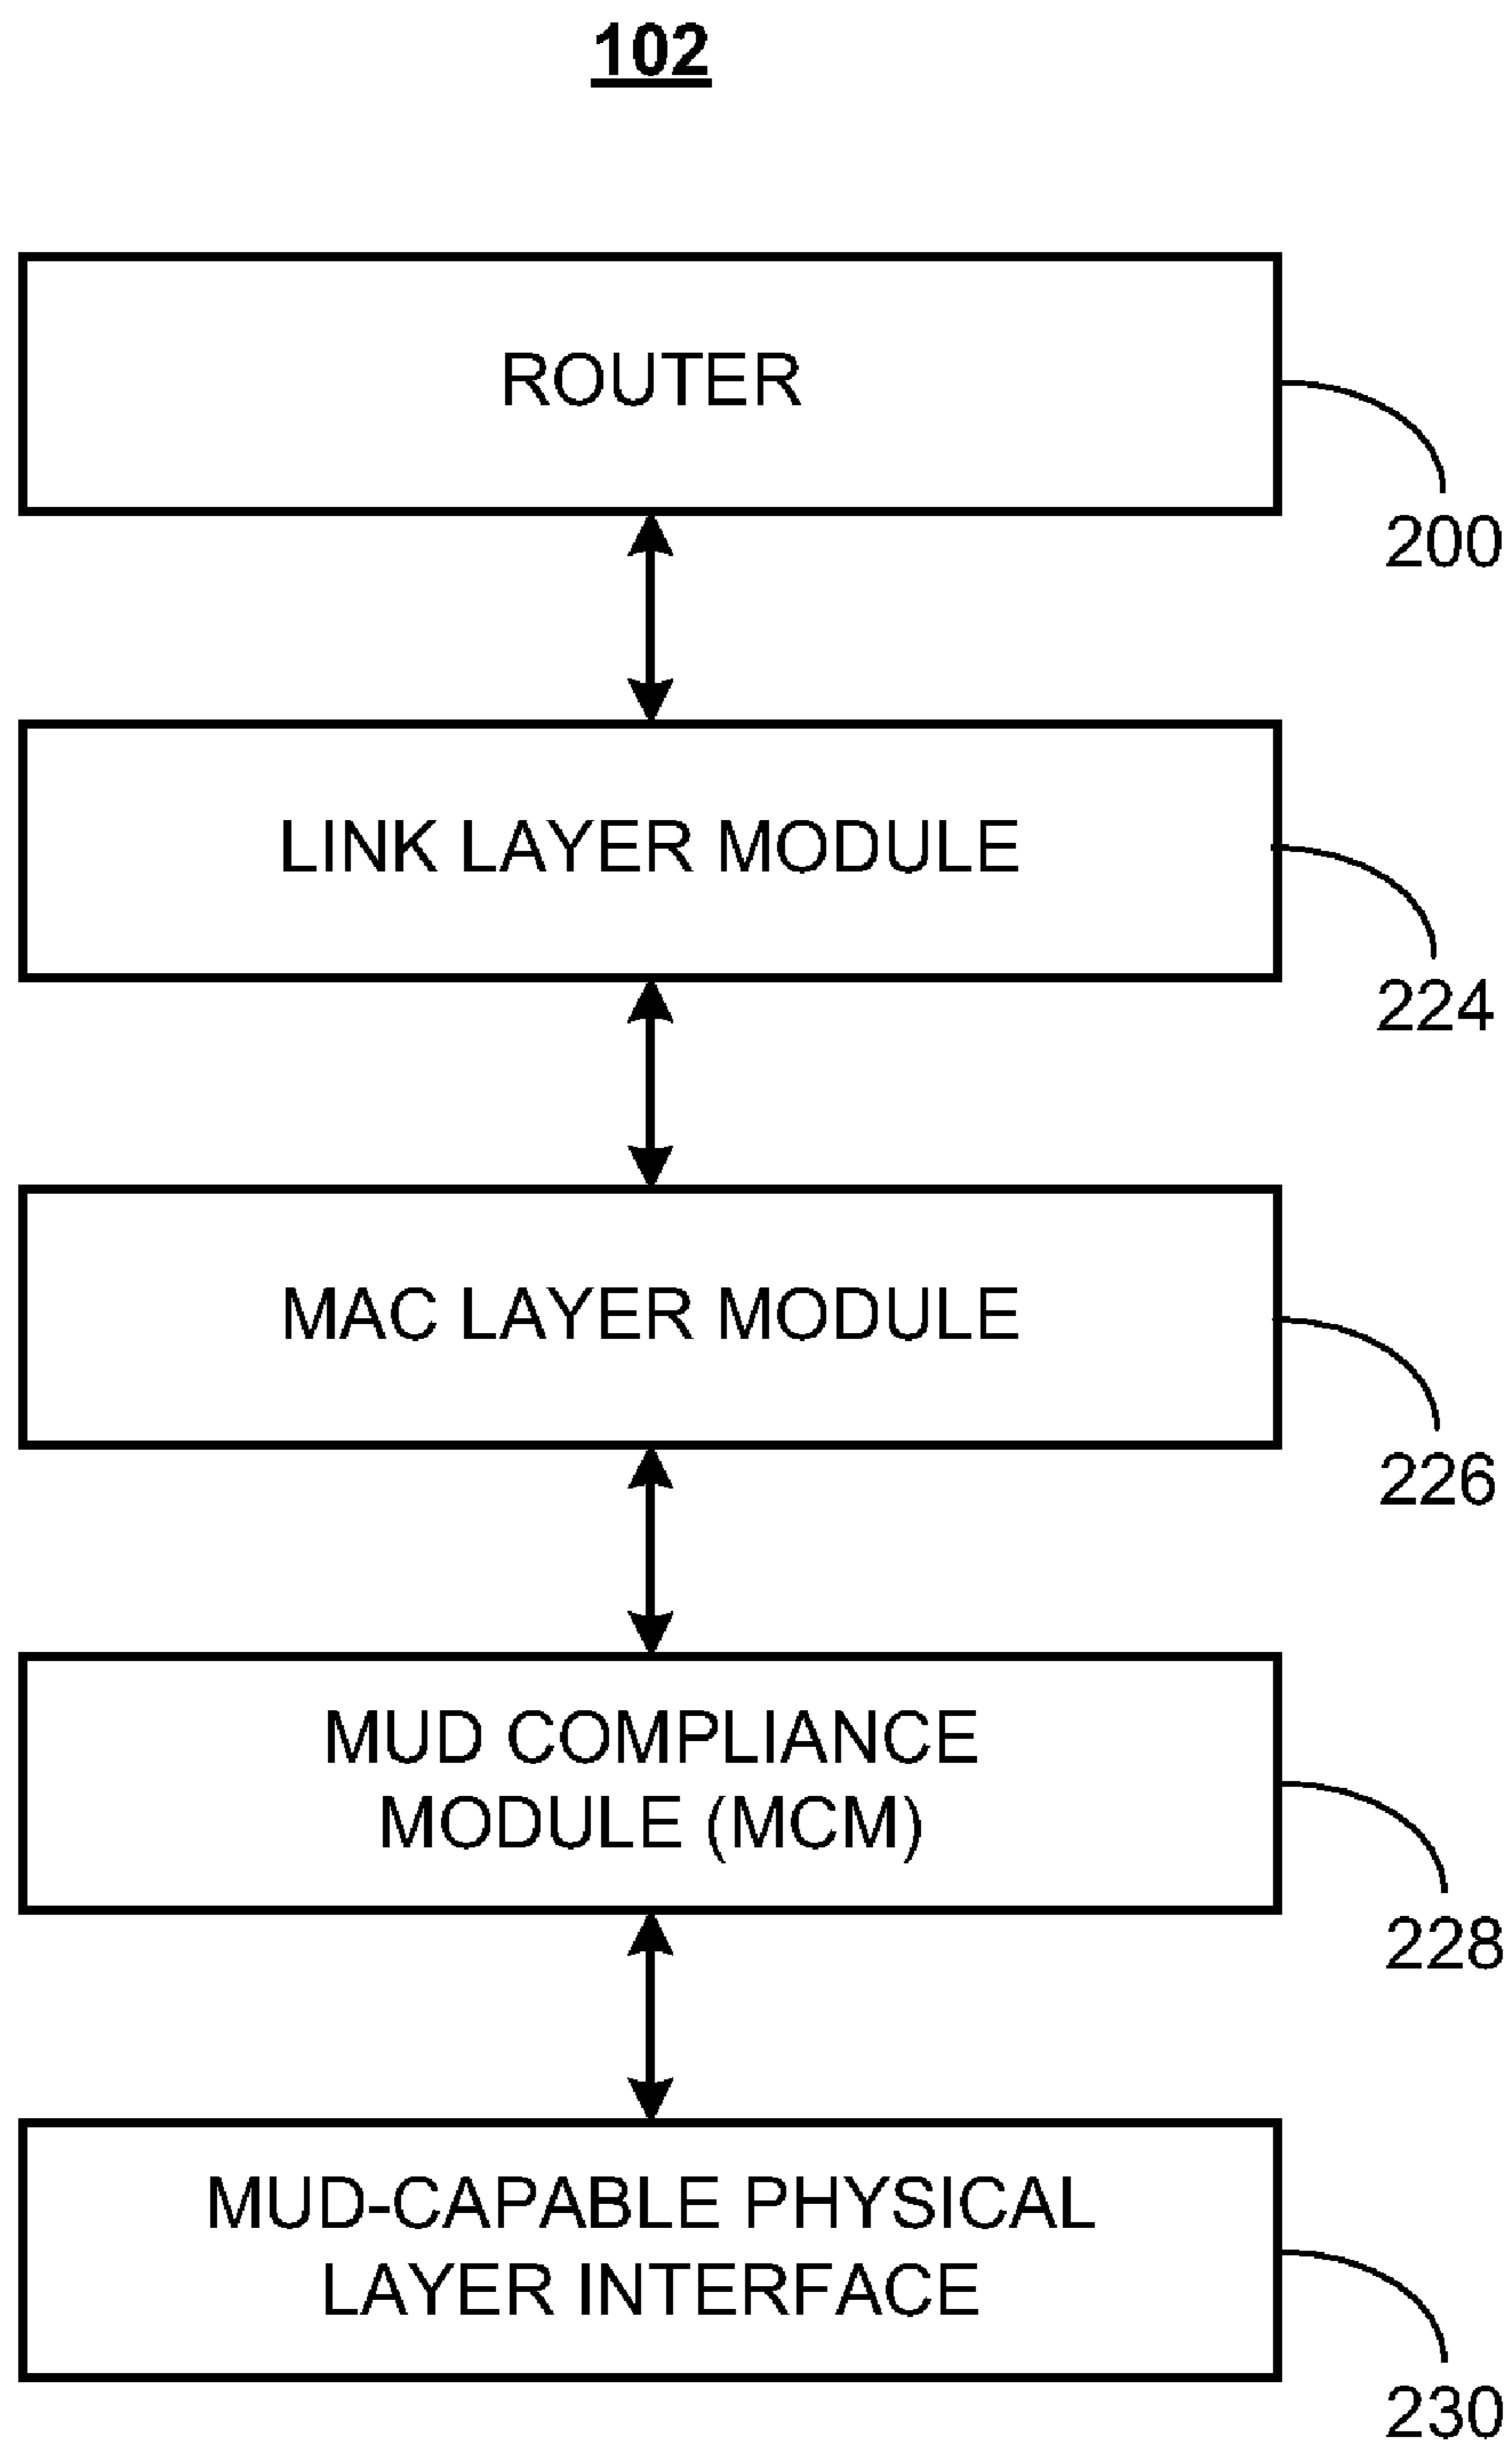 102
ROUTER
200
LINK LAYER MODULE
224
MAC LAYER MODULE
226
MUD COMPLIANCE
MODULE (MCM)
228
MUD-CAPABLE PHYSICAL
LAYER INTERFACE
230